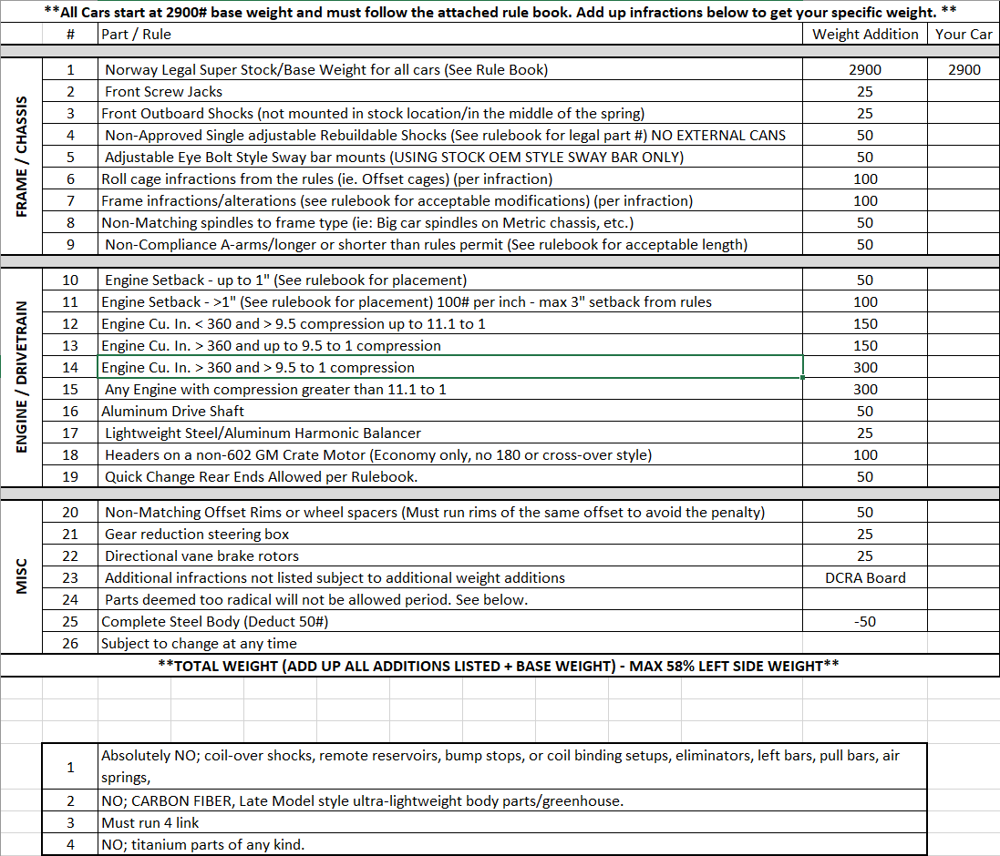 **All Cars start at 2900# base weight and must follow the attached rule book. Add up infractions below to get your specific weight. **
# Part / Rule Weight Addition Your Car
FRAME / CHASSIS
1 Norway Legal Super Stock/Base Weight for all cars (See Rule Book) 2900 2900
2 Front Screw Jacks 25
3 Front Outboard Shocks (not mounted in stock location/in the middle of the spring) 25
4 Non-Approved Single adjustable Rebuildable Shocks (See rulebook for legal part #) NO EXTERNAL CANS 50
5 Adjustable Eye Bolt Style Sway bar mounts (USING STOCK OEM STYLE SWAY BAR ONLY) 50
6 Roll cage infractions from the rules (ie. Offset cages) (per infraction) 100
7 Frame infractions/alterations (see rulebook for acceptable modifications) (per infraction) 100
8 Non-Matching spindles to frame type (ie: Big car spindles on Metric chassis, etc.) 50
9 Non-Compliance A-arms/longer or shorter than rules permit (See rulebook for acceptable length) 50
ENGINE / DRIVETRAIN
10 Engine Setback - up to 1" (See rulebook for placement) 50
11 Engine Setback - >1" (See rulebook for placement) 100# per inch - max 3" setback from rules 100
12 Engine Cu. In. < 360 and > 9.5 compression up to 11.1 to 1 150
13 Engine Cu. In. > 360 and up to 9.5 to 1 compression 150
14 Engine Cu. In. > 360 and > 9.5 to 1 compression 300
15 Any Engine with compression greater than 11.1 to 1 300
16 Aluminum Drive Shaft 50
17 Lightweight Steel/Aluminum Harmonic Balancer 25
18 Headers on a non-602 GM Crate Motor (Economy only, no 180 or cross-over style) 100
19 Quick Change Rear Ends Allowed per Rulebook. 50
MISC
20 Non-Matching Offset Rims or wheel spacers (Must run rims of the same offset to avoid the penalty) 50
21 Gear reduction steering box 25
22 Directional vane brake rotors 25
23 Additional infractions not listed subject to additional weight additions DCRA Board
24 Parts deemed too radical will not be allowed period. See below.
25 Complete Steel Body (Deduct 50#) -50
26 Subject to change at any time
**TOTAL WEIGHT (ADD UP ALL ADDITIONS LISTED + BASE WEIGHT) - MAX 58% LEFT SIDE WEIGHT**
1 Absolutely NO; coil-over shocks, remote reservoirs, bump stops, or coil binding setups, eliminators, left bars, pull bars, air
springs,
2 NO; CARBON FIBER, Late Model style ultra-lightweight body parts/greenhouse.
3 Must run 4 link
4 NO; titanium parts of any kind.